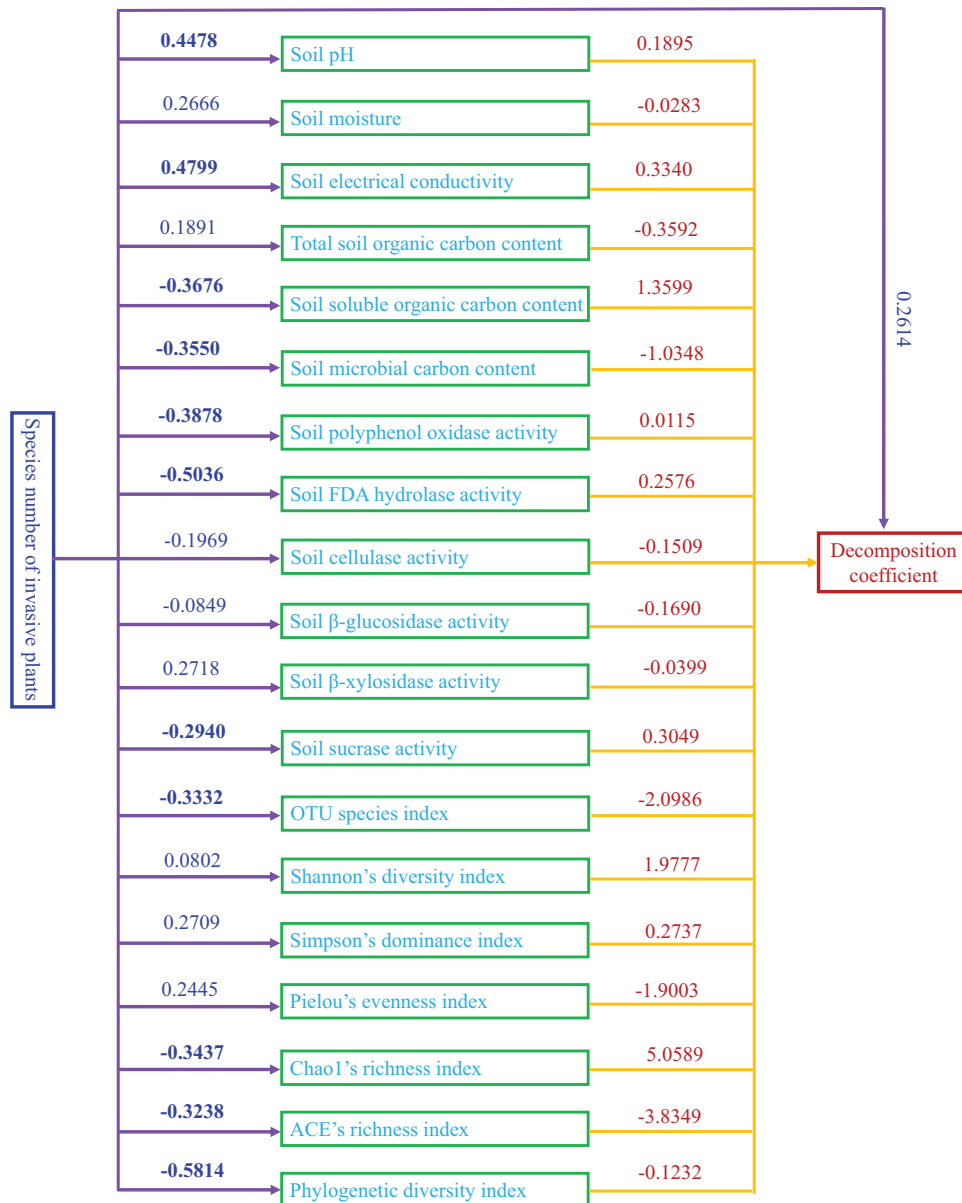 0.4478
Soil pH
0.1895
0.2666
Soil moisture
-0.0283
0.4799
Soil electrical conductivity
0.3340
0.1891
Total soil organic carbon content
-0.3592
-0.3676
Soil soluble organic carbon content
1.3599
-0.3550
Soil microbial carbon content
-1.0348
-0.3878
Soil polyphenol oxidase activity
0.0115
-0.5036
Soil FDA hydrolase activity
0.2576
-0.1969
Soil cellulase activity
-0.1509
-0.0849
Soil β-glucosidase activity
-0.1690
0.2718
Soil β-xylosidase activity
-0.0399
-0.2940
Soil sucrase activity
0.3049
-0.3332
OTU species index
-2.0986
0.0802
Shannon’s diversity index
1.9777
0.2709
Simpson’s dominance index
0.2737
0.2445
Pielou’s evenness index
-1.9003
-0.3437
Chao1’s richness index
5.0589
-0.3238
ACE’s richness index
-3.8349
-0.5814
Phylogenetic diversity index
-0.1232
Species number of invasive plants
0.2614
Decomposition
coefficient